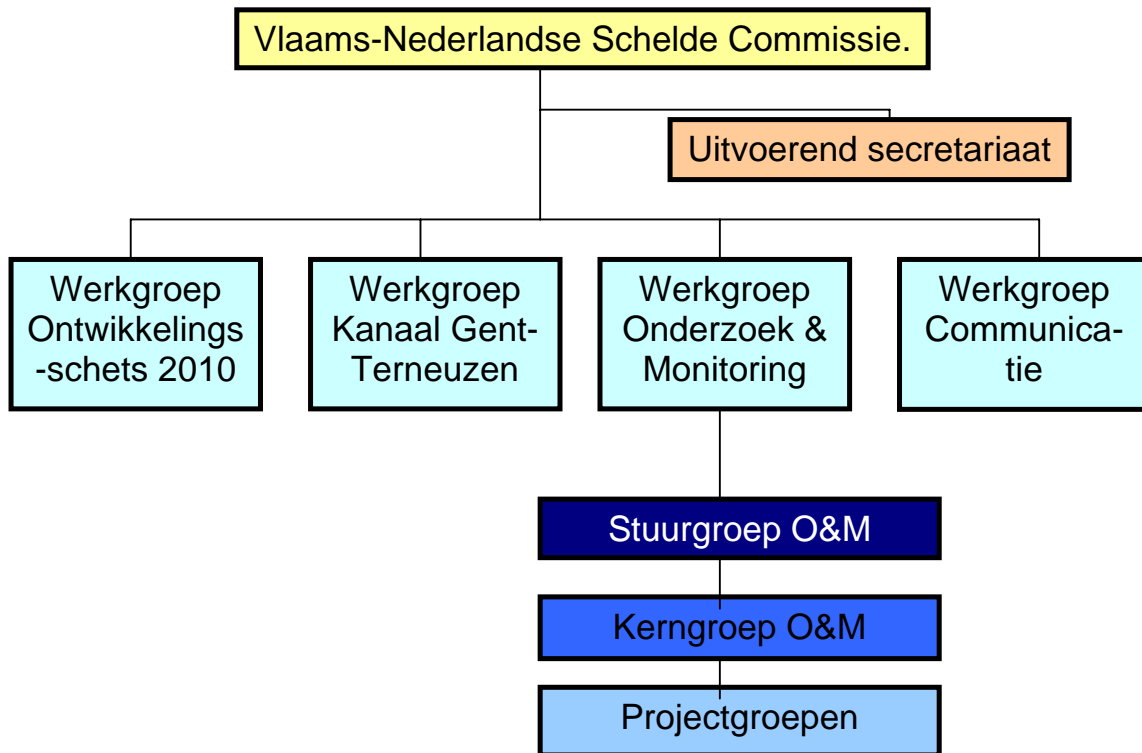 Vlaams-Nederlandse Schelde Commissie.
Uitvoerend secretariaat
Werkgroep
Ontwikkelings
-schets 2010
Werkgroep
Kanaal Gent-
Terneuzen
Werkgroep
Onderzoek &
Monitoring
Werkgroep
Communica-
tie
Stuurgroep O&M
Kerngroep O&M
Projectgroepen